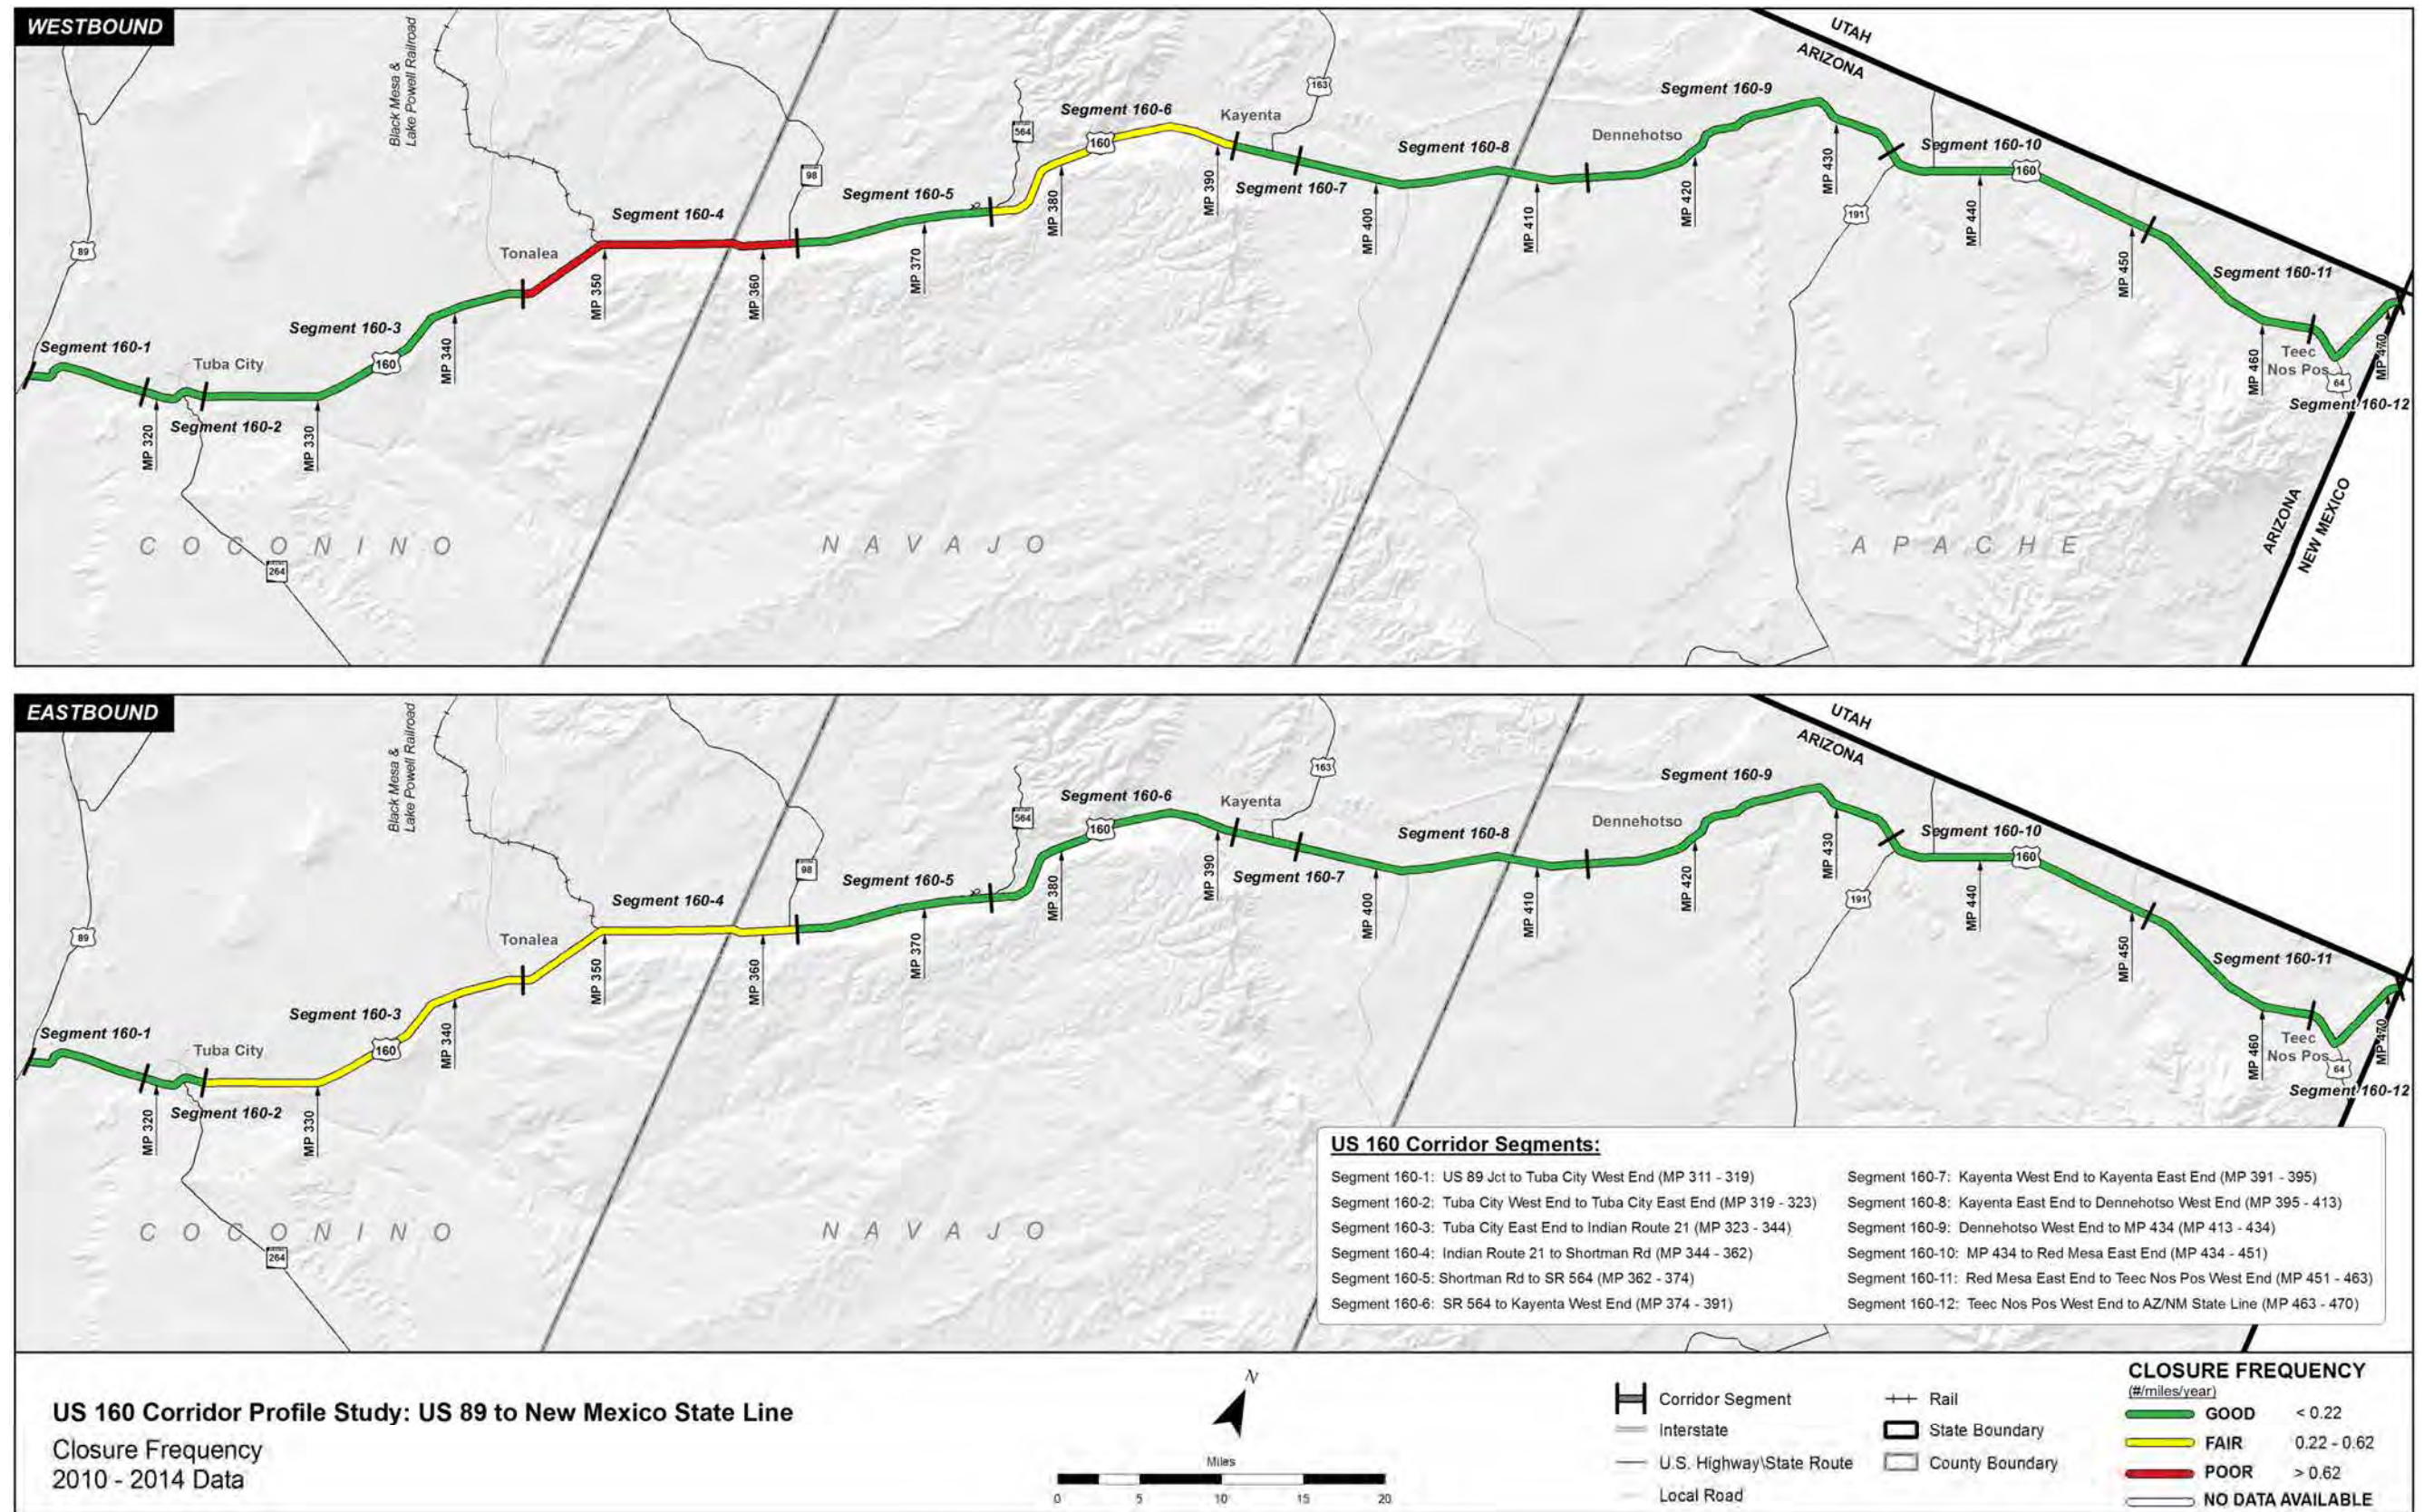 WESTBOUND
UTAH
ARIZONA
Black Mesa &
Lake Powell Railroad
Segment 160-9
163
Segment 160-6
Kayenta
564
160
Dennehotso
Segment 160-8
Segment 160-10
98
Segment 160-5
Segment 160-7
160
MP 430
MP 390
MP 420
MP 380
MP 400
MP 410
191
MP 440
Segment 160-4
89
Tonalea
MP 370
MP 350
MP 360
MP 450
Segment 160-11
Segment 160-3
MP 340
Segment 160-1
Tuba City
160
Teec
Nos Pos
MP 460
MP 470
64
Segment 160-12
MP 320
Segment 160-2
MP 330
COCONINO
NAVAJO
APACHE
264
ARIZONA
NEW MEXICO
EASTBOUND
UTAH
ARIZONA
Black Mesa &
Lake Powell Railroad
Segment 160-9
163
Segment 160-6
Kayenta
564
160
Dennehotso
Segment 160-8
Segment 160-10
98
Segment 160-5
Segment 160-7
160
MP 430
MP 390
MP 420
MP 380
MP 400
MP 410
191
MP 440
Segment 160-4
89
Tonalea
MP 370
MP 350
MP 360
MP 450
Segment 160-11
Segment 160-3
MP 340
Segment 160-1
Tuba City
160
Teec
Nos Pos
MP 460
MP 470
64
Segment 160-12
MP 320
Segment 160-2
MP 330
COCONINO
NAVAJO
264
US 160 Corridor Segments:
Segment 160-1: US 89 Jct to Tuba City West End (MP 311 - 319)
Segment 160-2: Tuba City West End to Tuba City East End (MP 319 - 323)
Segment 160-3: Tuba City East End to Indian Route 21 (MP 323 - 344)
Segment 160-4: Indian Route 21 to Shortman Rd (MP 344 - 362)
Segment 160-5: Shortman Rd to SR 564 (MP 362 - 374)
Segment 160-6: SR 564 to Kayenta West End (MP 374 - 391)
Segment 160-7: Kayenta West End to Kayenta East End (MP 391 - 395)
Segment 160-8: Kayenta East End to Dennehotso West End (MP 395 - 413)
Segment 160-9: Dennehotso West End to MP 434 (MP 413 - 434)
Segment 160-10: MP 434 to Red Mesa East End (MP 434 - 451)
Segment 160-11: Red Mesa East End to Teec Nos Pos West End (MP 451 - 463)
Segment 160-12: Teec Nos Pos West End to AZ/NM State Line (MP 463 - 470)
US 160 Corridor Profile Study: US 89 to New Mexico State Line
Closure Frequency
2010 - 2014 Data
N
Miles
0 5 10 15 20
Corridor Segment
Interstate
U.S. Highway\State Route
Local Road
Rail
State Boundary
County Boundary
CLOSURE FREQUENCY
(#/miles/year)
GOOD < 0.22
FAIR 0.22 - 0.62
POOR > 0.62
NO DATA AVAILABLE